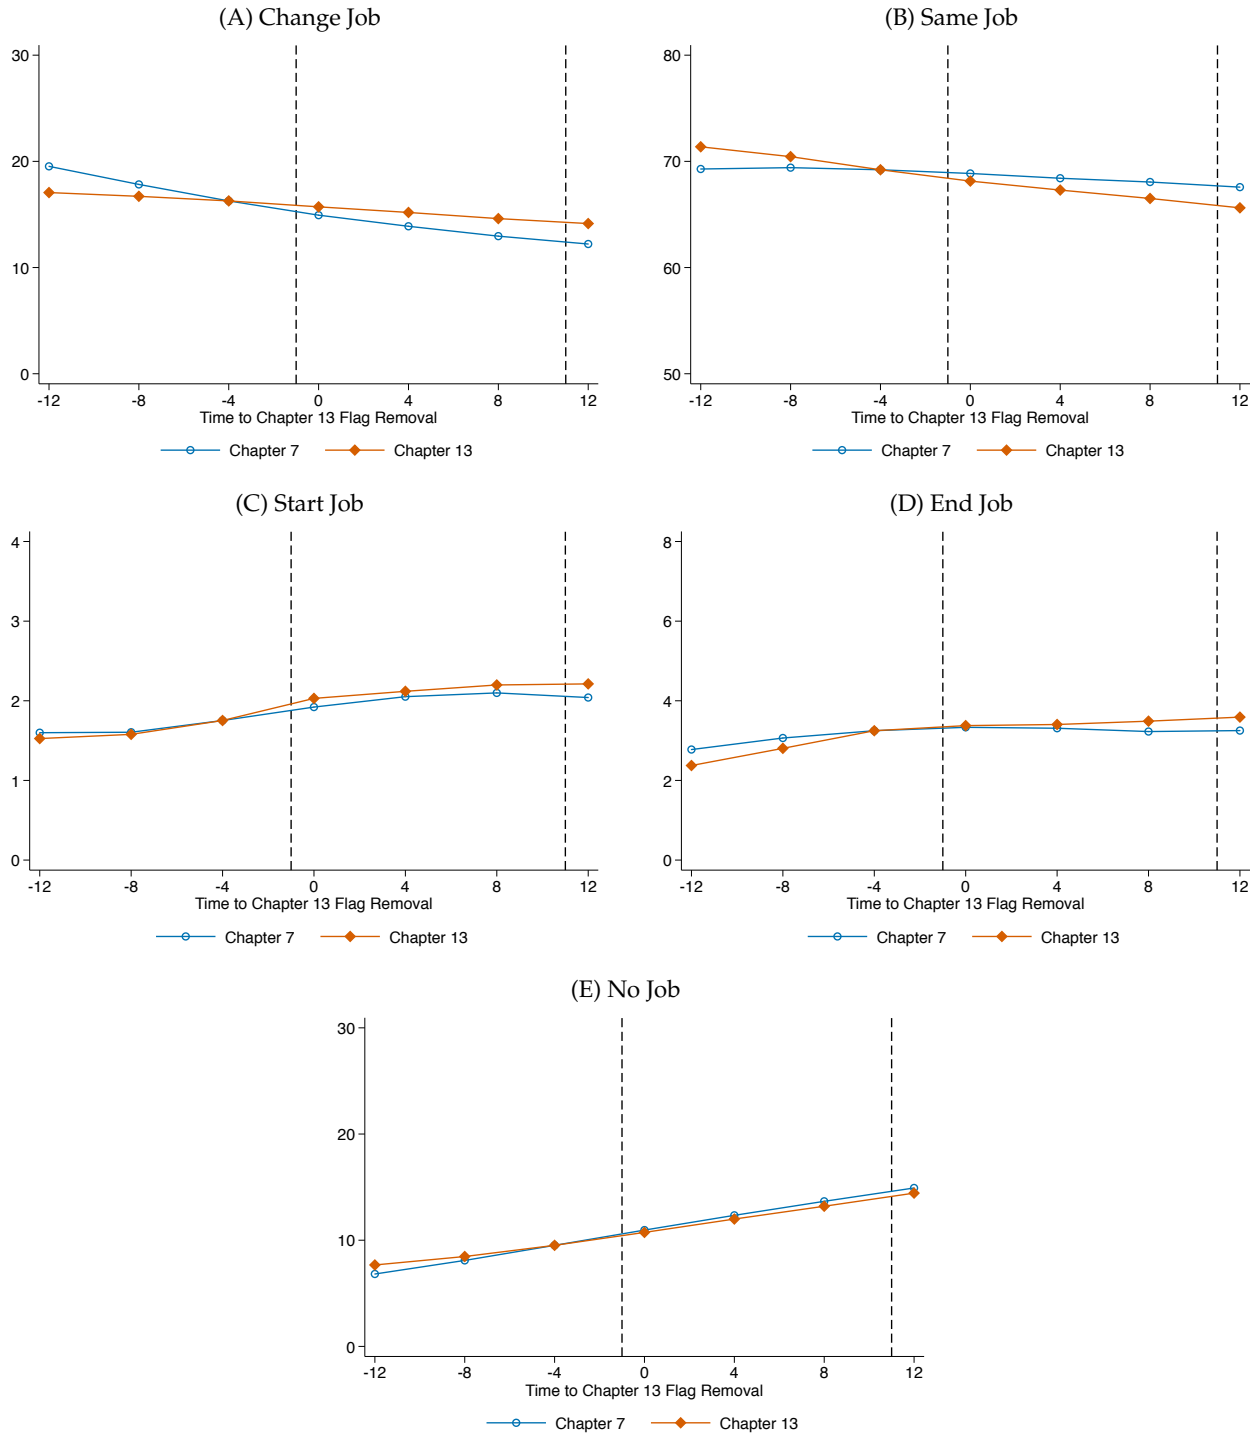 (A) Change Job
30
20
10
0
-12 -8 -4 0 4 8 12
Time to Chapter 13 Flag Removal
Chapter 7 Chapter 13
(B) Same Job
80
70
60
50
-12 -8 -4 0 4 8 12
Time to Chapter 13 Flag Removal
Chapter 7 Chapter 13
(C) Start Job
4
3
2
1
0
-12 -8 -4 0 4 8 12
Time to Chapter 13 Flag Removal
Chapter 7 Chapter 13
(D) End Job
8
6
4
2
0
-12 -8 -4 0 4 8 12
Time to Chapter 13 Flag Removal
Chapter 7 Chapter 13
(E) No Job
30
20
10
0
-12 -8 -4 0 4 8 12
Time to Chapter 13 Flag Removal
Chapter 7 Chapter 13